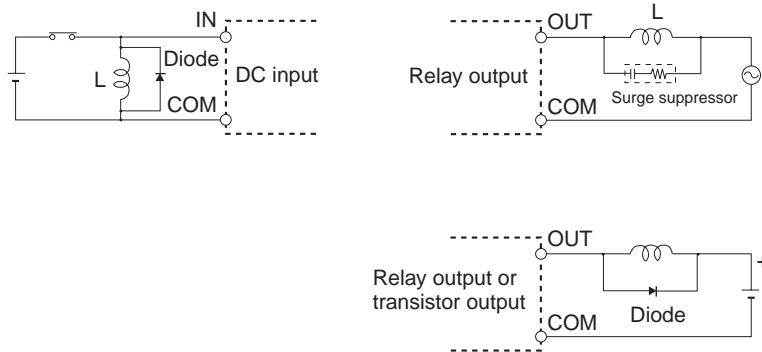 IN
Diode
L
DC input
COM
OUT
L
Relay output
Surge suppressor
COM
OUT
+
Relay output or
transistor output
Diode
COM